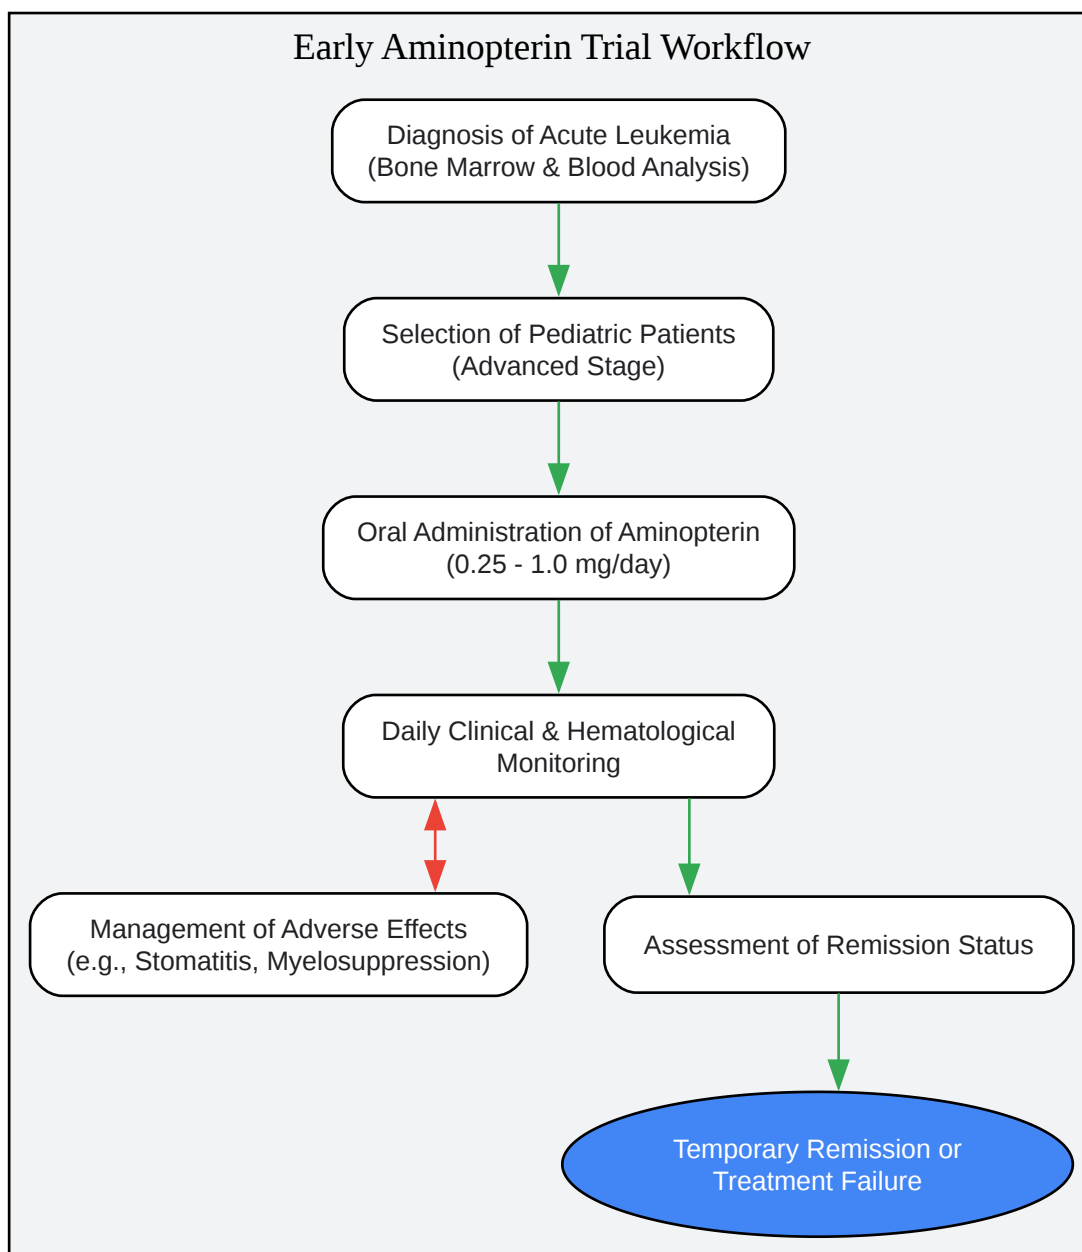 Early Aminopterin Trial Workflow
Diagnosis of Acute Leukemia
(Bone Marrow & Blood Analysis)
Selection of Pediatric Patients
(Advanced Stage)
Oral Administration of Aminopterin
(0.25 - 1.0 mg/day)
Daily Clinical & Hematological
Monitoring
Management of Adverse Effects
(e.g., Stomatitis, Myelosuppression)
Assessment of Remission Status
Temporary Remission or
Treatment Failure